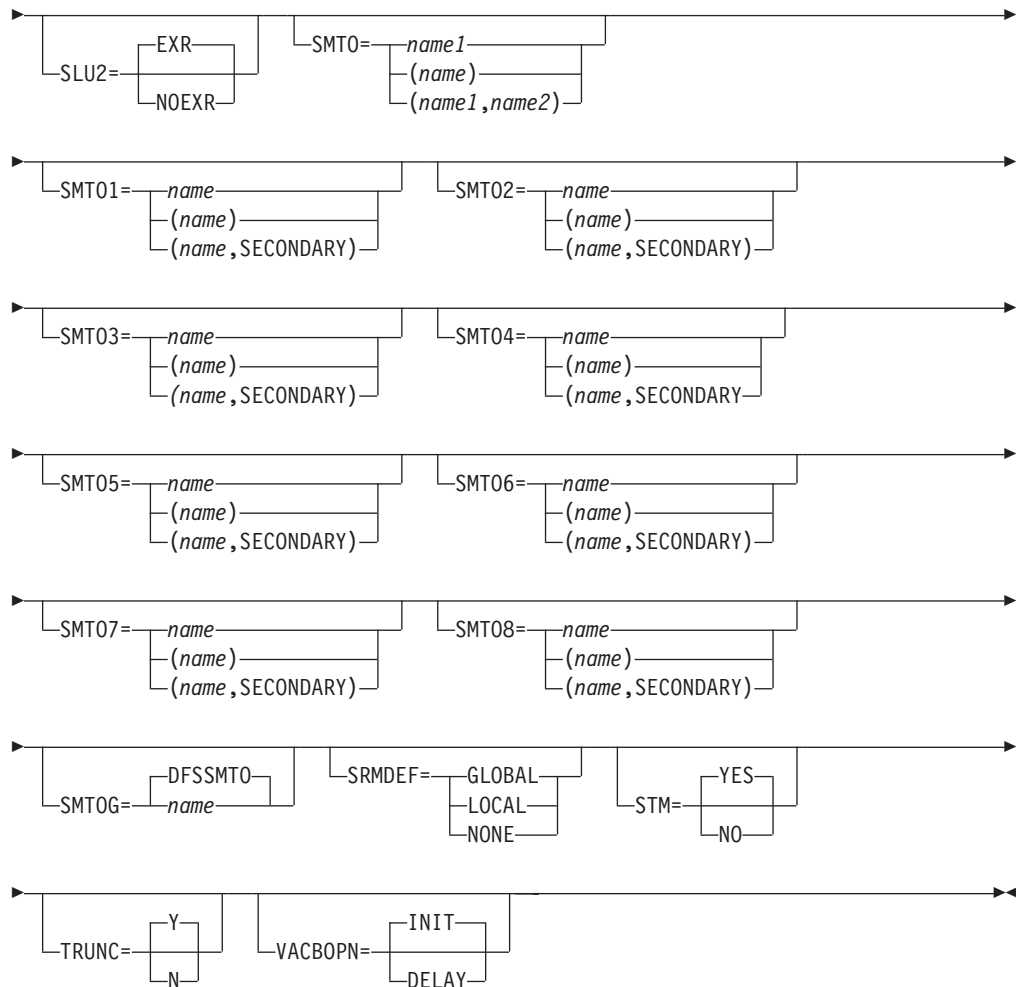 EXR
SLU2=
NOEXR
SMTO= name1
(name)
(name1,name2)
SMTO1= name
(name)
(name,SECONDARY)
SMTO2= name
(name)
(name,SECONDARY)
SMTO3= name
(name)
(name,SECONDARY)
SMTO4= name
(name)
(name,SECONDARY
SMTO5= name
(name)
(name,SECONDARY)
SMTO6= name
(name)
(name,SECONDARY)
SMTO7= name
(name)
(name,SECONDARY)
SMTO8= name
(name)
(name,SECONDARY)
DFSSMTO
SMTOG= name
SRMDEF= GLOBAL
LOCAL
NONE
YES
STM=
NO
Y
TRUNC=
N
INIT
VACBOPN=
DELAY